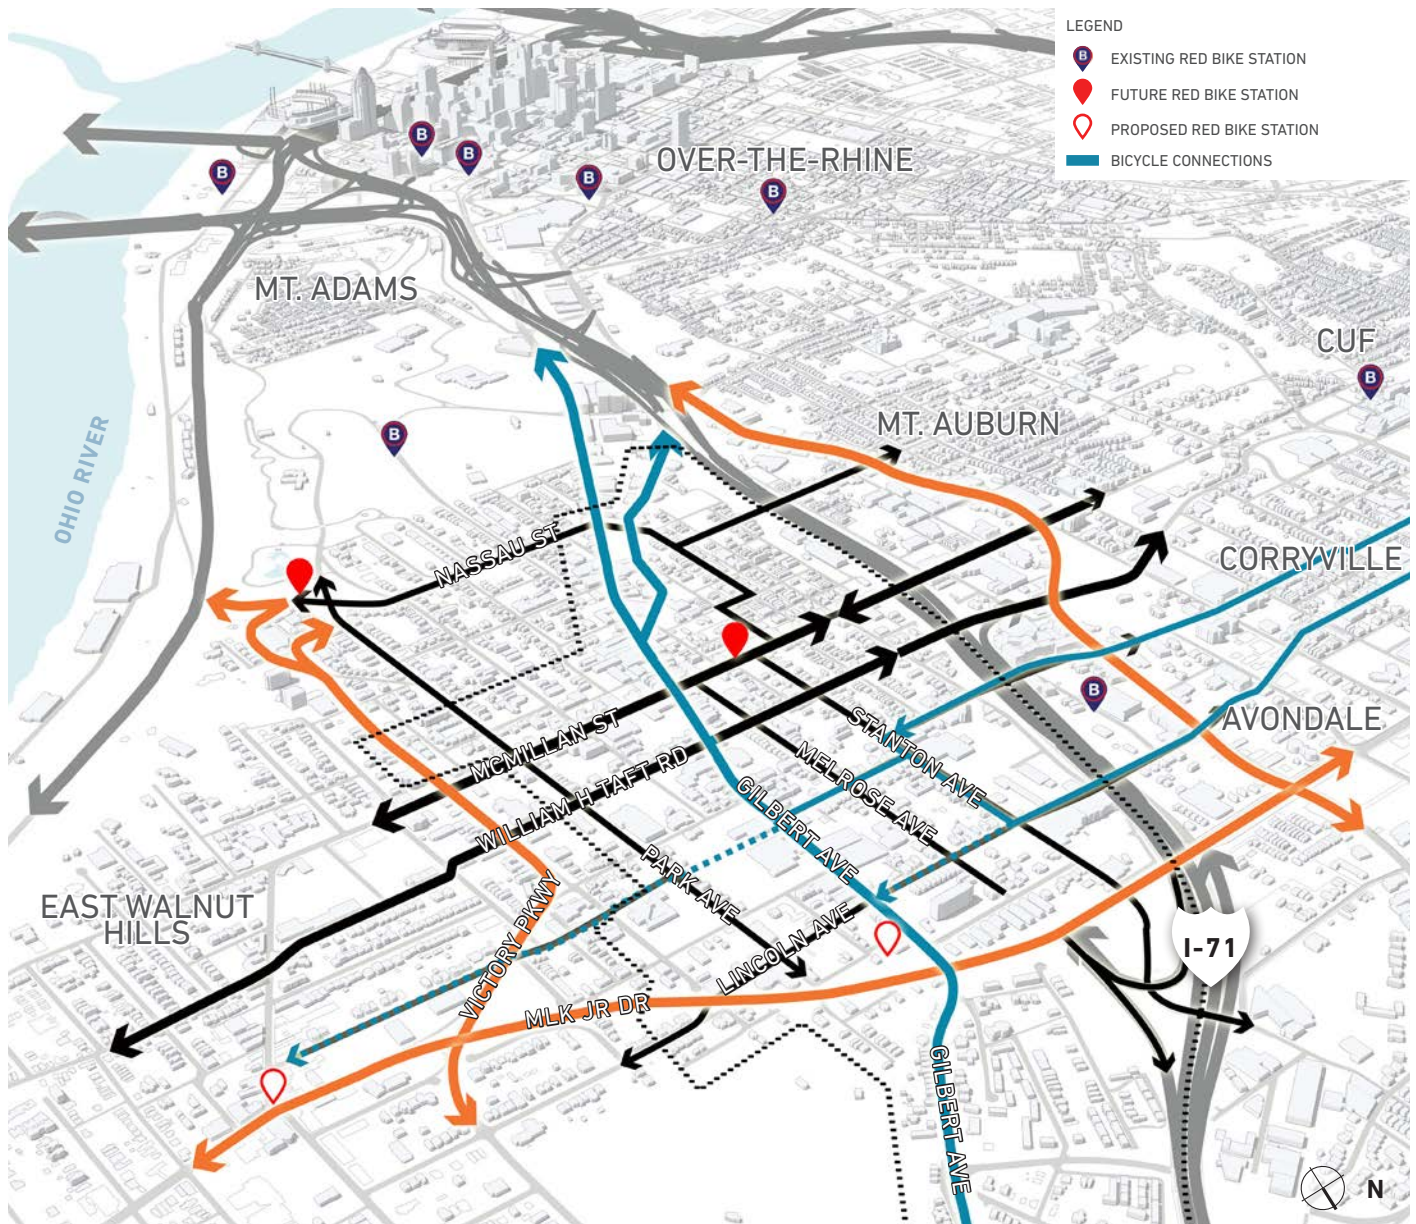 LEGEND
B EXISTING RED BIKE STATION
FUTURE RED BIKE STATION
PROPOSED RED BIKE STATION
BICYCLE CONNECTIONS
B
B
B
B
B
OVER-THE-RHINE
MT. ADAMS
CUF
B
MT. AUBURN
B
OHIO RIVER
NASSAU ST
CORRYVILLE
B
AVONDALE
MCMILLAN ST
STANTON AVE
WILLIAM H TAFT RD
MELROSE AVE
GILBERT AVE
PARK AVE
EAST WALNUT
HILLS
VICTORY PKWY
LINCOLN AVE
I-71
MLK JR DR
GILBERT AVE
N